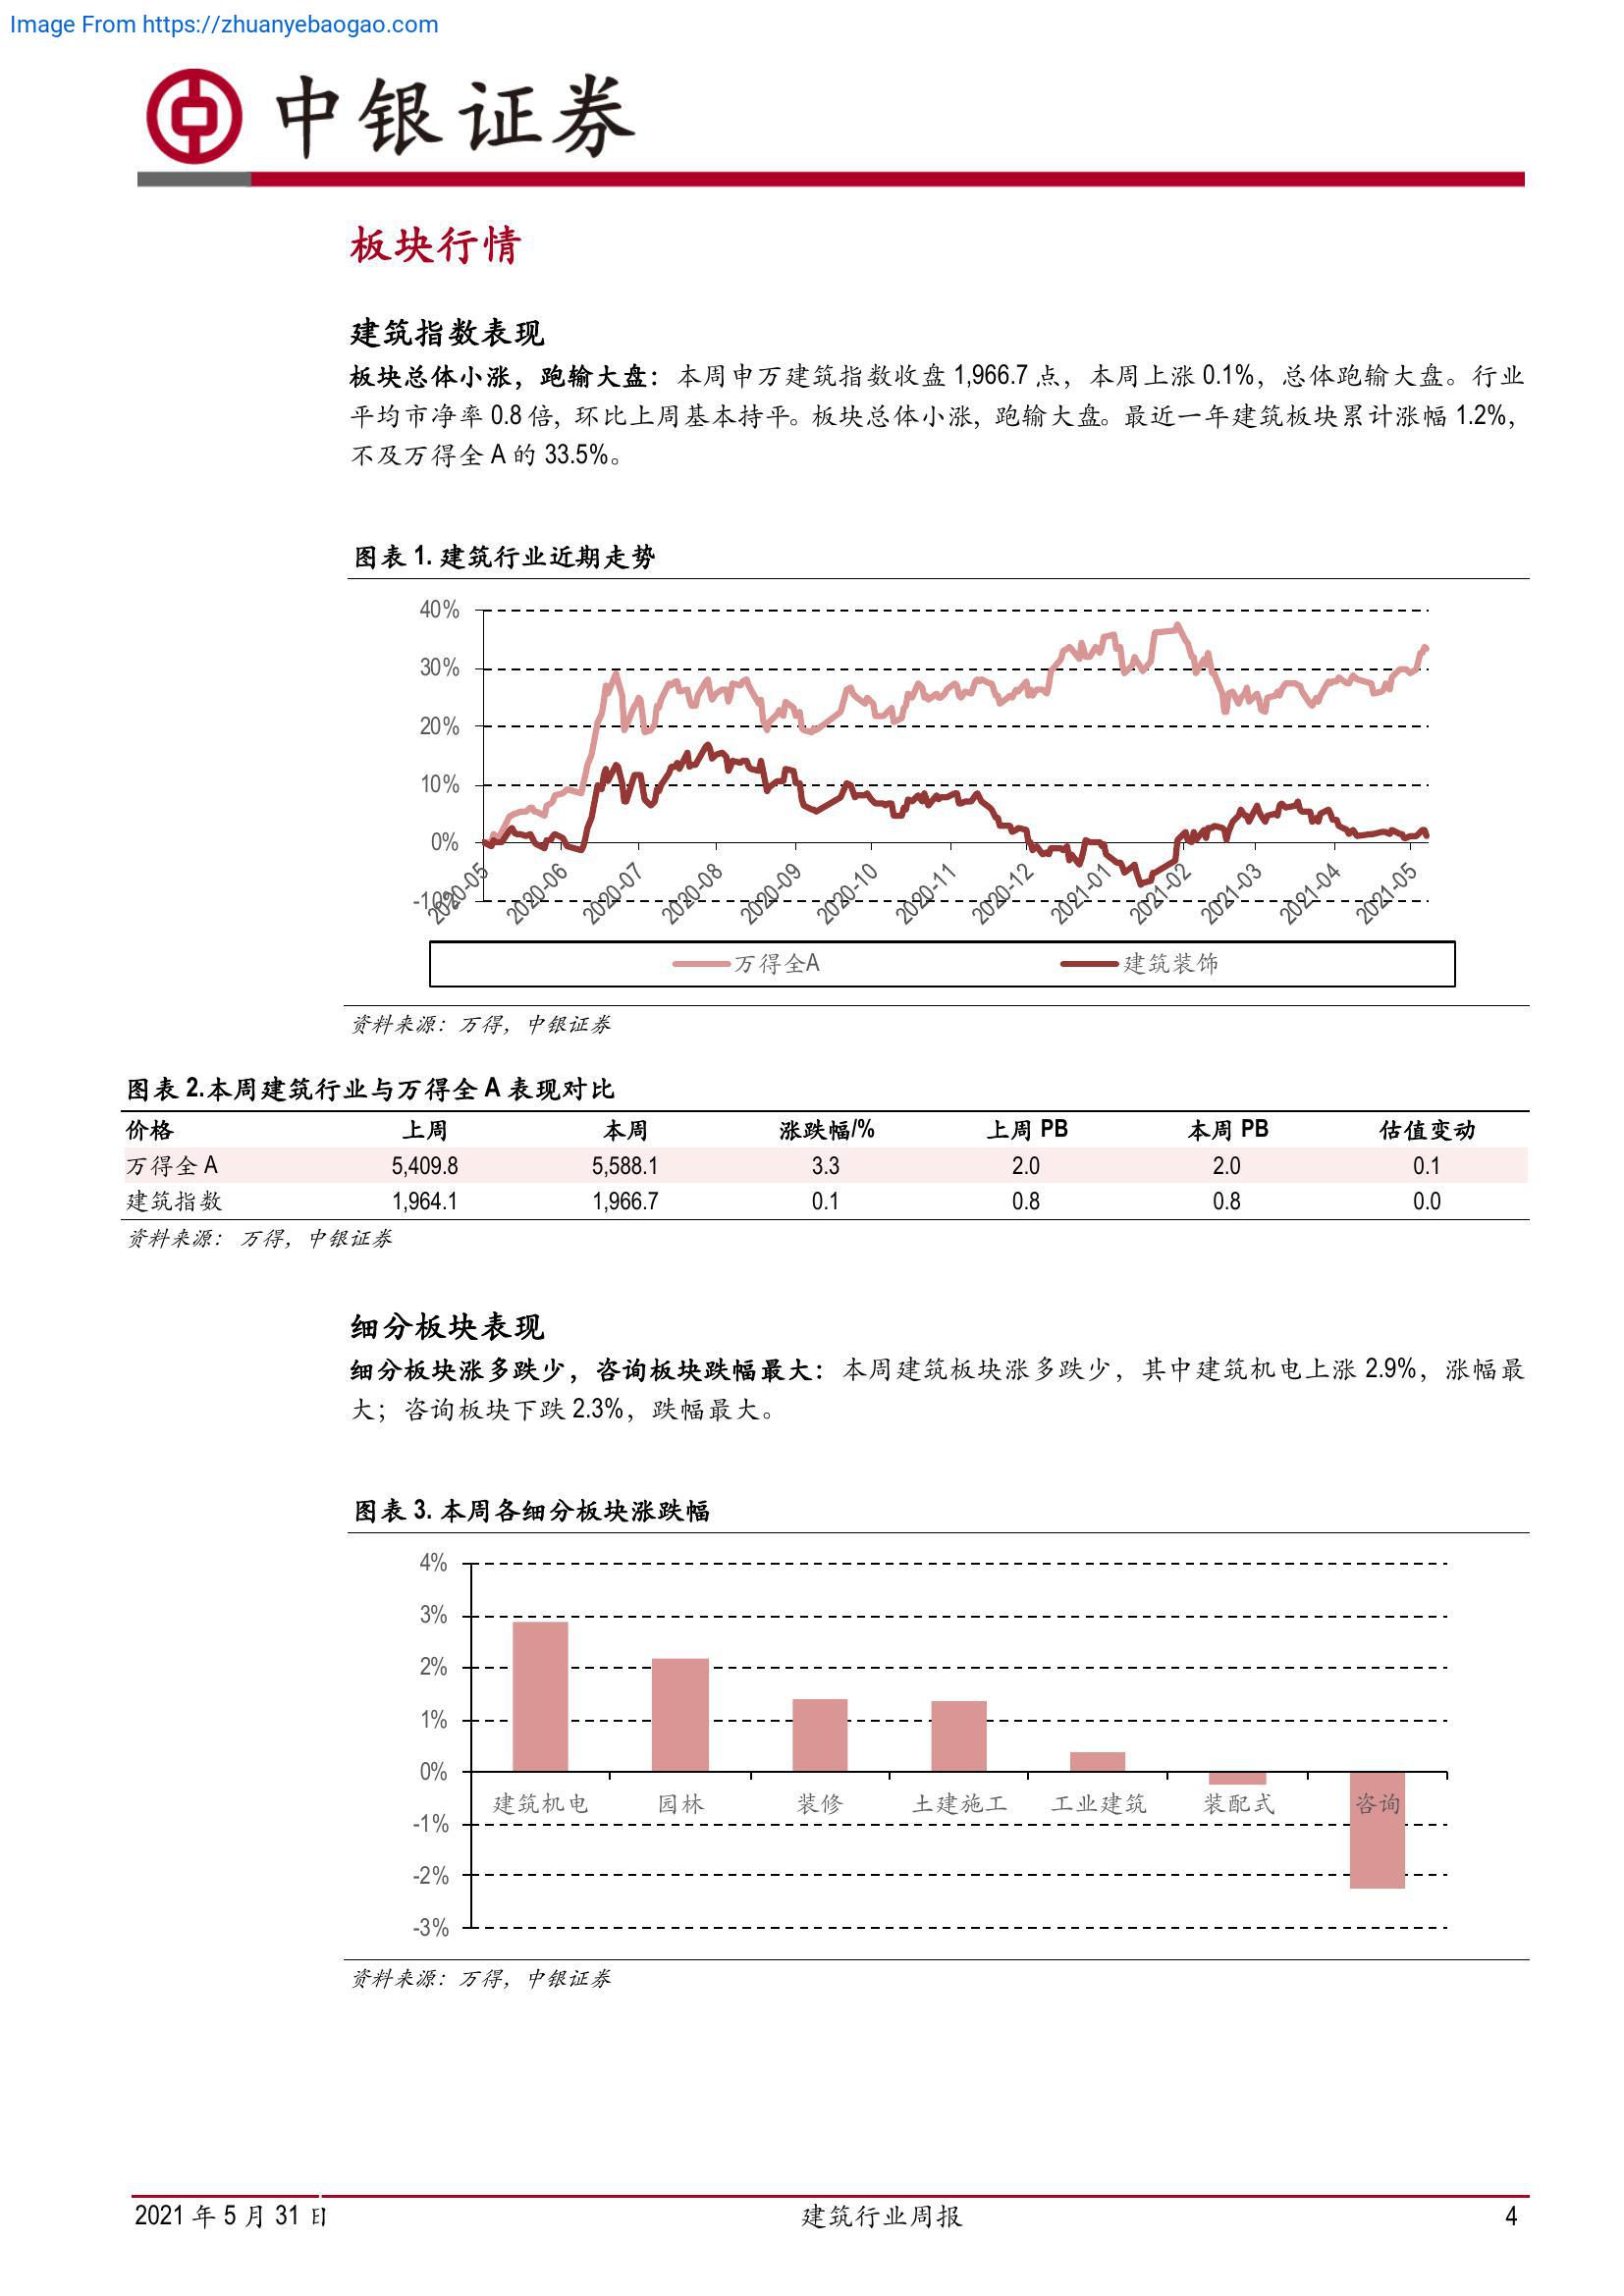 Image From https://zhuanyebaogao.com
中银证券
板块行情
建筑指数表现
板块总体小涨，跑输大盘：本周申万建筑指数收盘 1,966.7 点，本周上涨 0.1%，总体跑输大盘。行业
平均市净率 0.8 倍，环比上周基本持平。板块总体小涨，跑输大盘。最近一年建筑板块累计涨幅 1.2%，
不及万得全 A 的 33.5%。
图表 1. 建筑行业近期走势
40%
30%
20%
10%
0%
-10%
2020-05 2020-06 2020-07 2020-08 2020-09 2020-10 2020-11 2020-12 2021-01 2021-02 2021-03 2021-04 2021-05
万得全A 建筑装饰
资料来源：万得，中银证券
图表 2.本周建筑行业与万得全 A 表现对比
价格 上周 本周 涨跌幅/% 上周 PB 本周 PB 估值变动
万得全 A 5,409.8 5,588.1 3.3 2.0 2.0 0.1
建筑指数 1,964.1 1,966.7 0.1 0.8 0.8 0.0
资料来源： 万得，中银证券
细分板块表现
细分板块涨多跌少，咨询板块跌幅最大：本周建筑板块涨多跌少，其中建筑机电上涨 2.9%，涨幅最
大；咨询板块下跌 2.3%，跌幅最大。
图表 3. 本周各细分板块涨跌幅
4%
3%
2%
1%
0%
建筑机电 园林 装修 土建施工 工业建筑 装配式 咨询
-1%
-2%
-3%
资料来源：万得，中银证券
2021 年 5 月 31 日 建筑行业周报 4